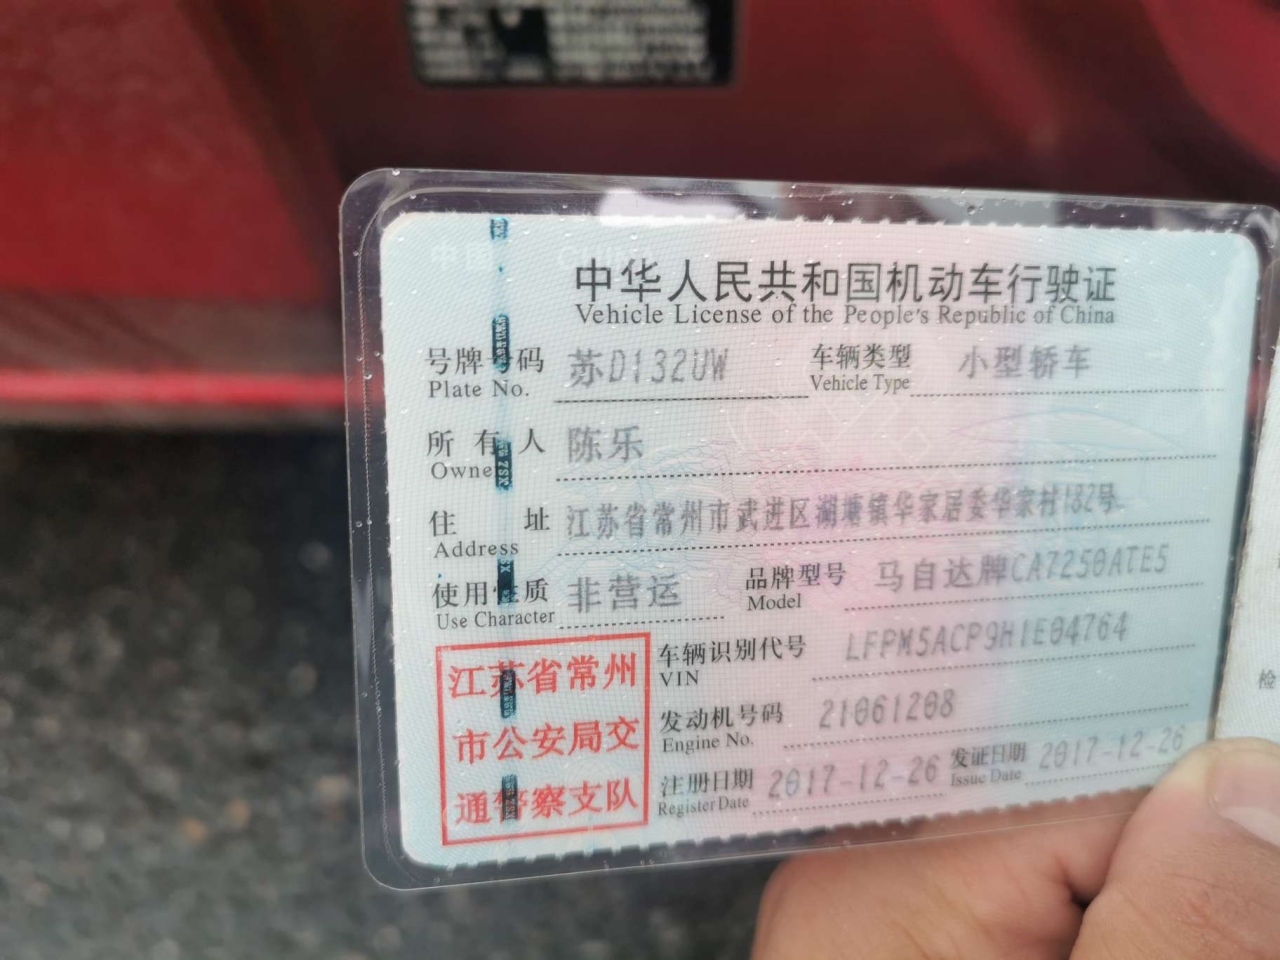 中华人民共和国机动车行驶证
Vehicle License of the People's Republic of China
号牌号码 苏D132UW 车辆类型 小型轿车
Plate No. Vehicle Type
所有人 陈乐
Owner
住址 江苏省常州市武进区湖塘镇华家居委华家村182号
Address
使用性质 非营运 品牌型号 马自达牌CA7250ATE5
Use Character Model
车辆识别代号 LFPM5ACP9H1E04764
VIN
发动机号码 21061208
Engine No.
注册日期 2017-12-26 发证日期 2017-12-26
Register Date Issue Date
江苏省常州
市公安局交
通警察支队
检